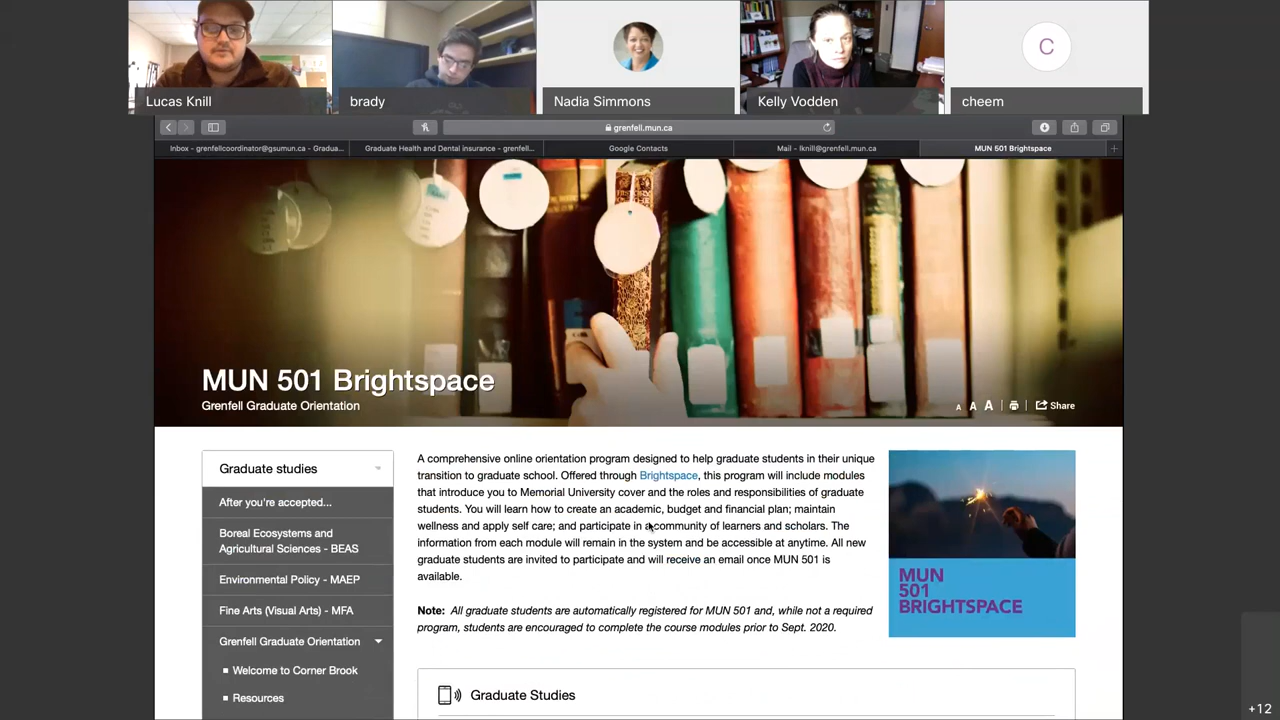 Lucas Knill
brady
Nadia Simmons
Kelly Vodden
C
cheem
grenfell.mun.ca
Inbox - grenfellcoordinator@gsumun.ca - Gradua...
Graduate Health and Dental insurance - grenfell...
Google Contacts
Mail - lknill@grenfell.mun.ca
MUN 501 Brightspace
MUN 501 Brightspace
Grenfell Graduate Orientation
A A A
Share
Graduate studies
After you're accepted...
Boreal Ecosystems and
Agricultural Sciences - BEAS
Environmental Policy - MAEP
Fine Arts (Visual Arts) - MFA
Grenfell Graduate Orientation
Welcome to Corner Brook
Resources
A comprehensive online orientation program designed to help graduate students in their unique
transition to graduate school. Offered through Brightspace, this program will include modules
that introduce you to Memorial University cover and the roles and responsibilities of graduate
students. You will learn how to create an academic, budget and financial plan; maintain
wellness and apply self care; and participate in a community of learners and scholars. The
information from each module will remain in the system and be accessible at anytime. All new
graduate students are invited to participate and will receive an email once MUN 501 is
available.
Note: All graduate students are automatically registered for MUN 501 and, while not a required
program, students are encouraged to complete the course modules prior to Sept. 2020.
MUN
501
BRIGHTSPACE
Graduate Studies
+12